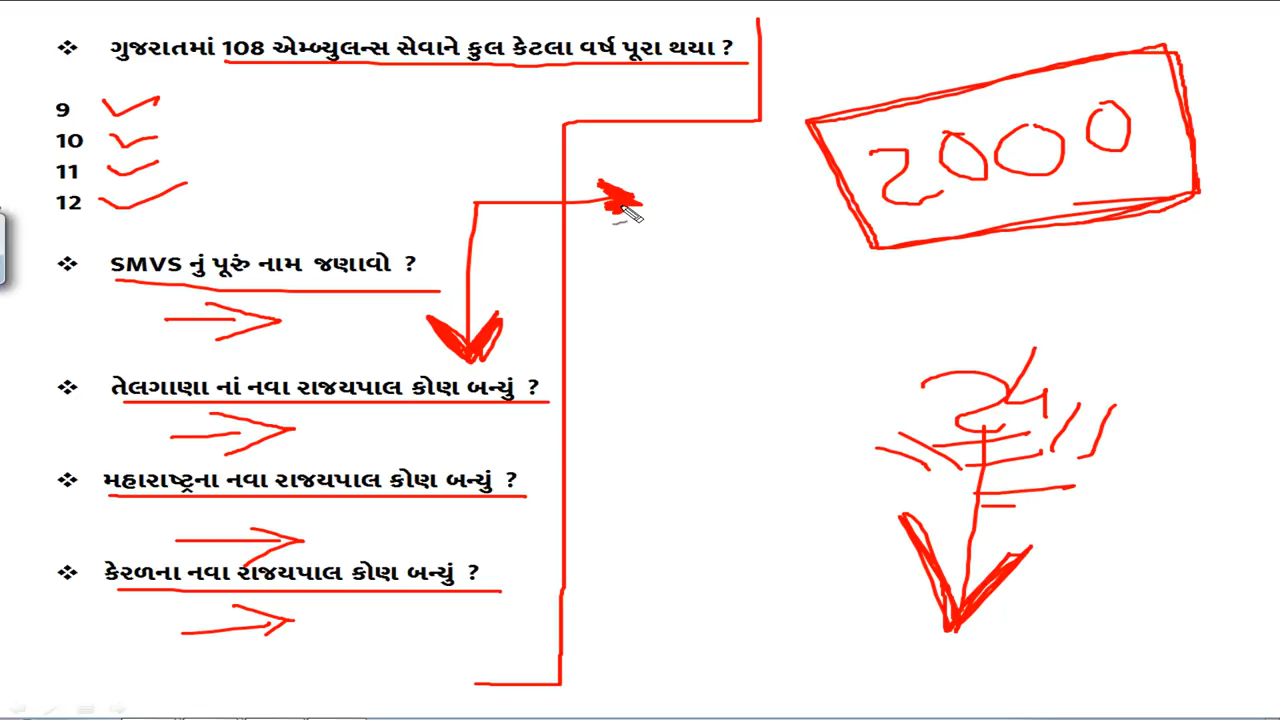 ❖ ગુજરાતમાં 108 એમ્બ્યુલન્સ સેવાને કુલ કેટલા વર્ષ પૂરા થયા ?
9
10
11
12
❖ SMVS નું પૂરું નામ જણાવો ?
❖ તેલગાણા નાં નવા રાજયપાલ કોણ બન્યું ?
❖ મહારાષ્ટ્રના નવા રાજયપાલ કોણ બન્યું ?
❖ કેરળના નવા રાજયપાલ કોણ બન્યું ?
2000